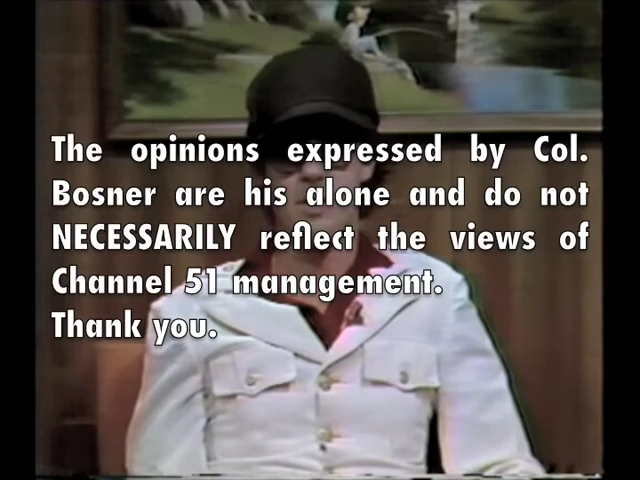 The opinions expressed by Col.
Bosner are his alone and do not
NECESSARILY reflect the views of
Channel 51 management.
Thank you.